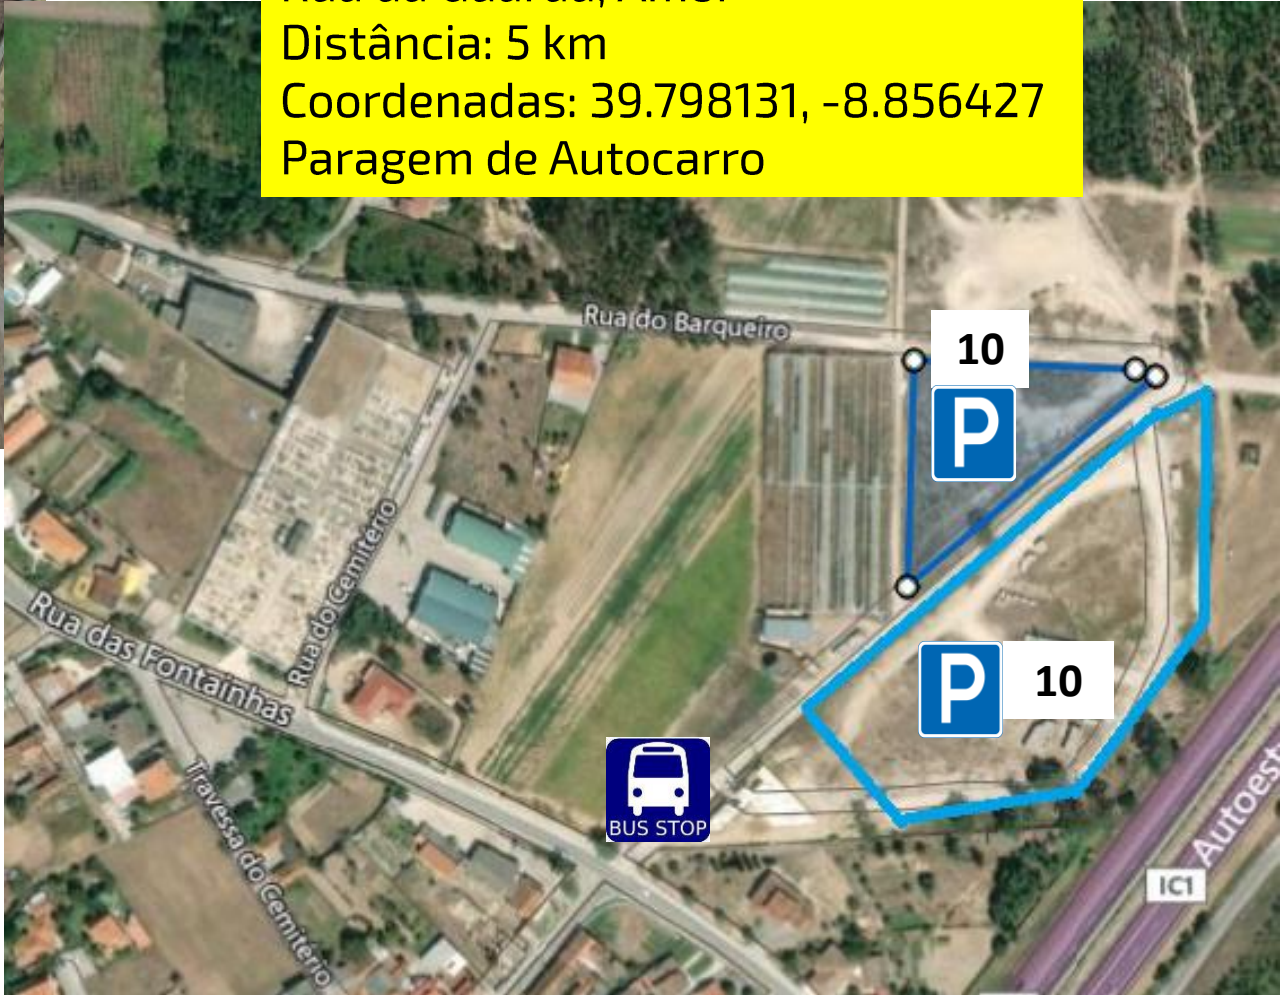 Distância: 5 km
Coordenadas: 39.798131, -8.856427
Paragem de Autocarro
Rua do Barqueiro
10
P
Rua do Cemitério
Rua das Fontainhas
P
10
BUS STOP
Travessa do Cemitério
Autoest
IC1